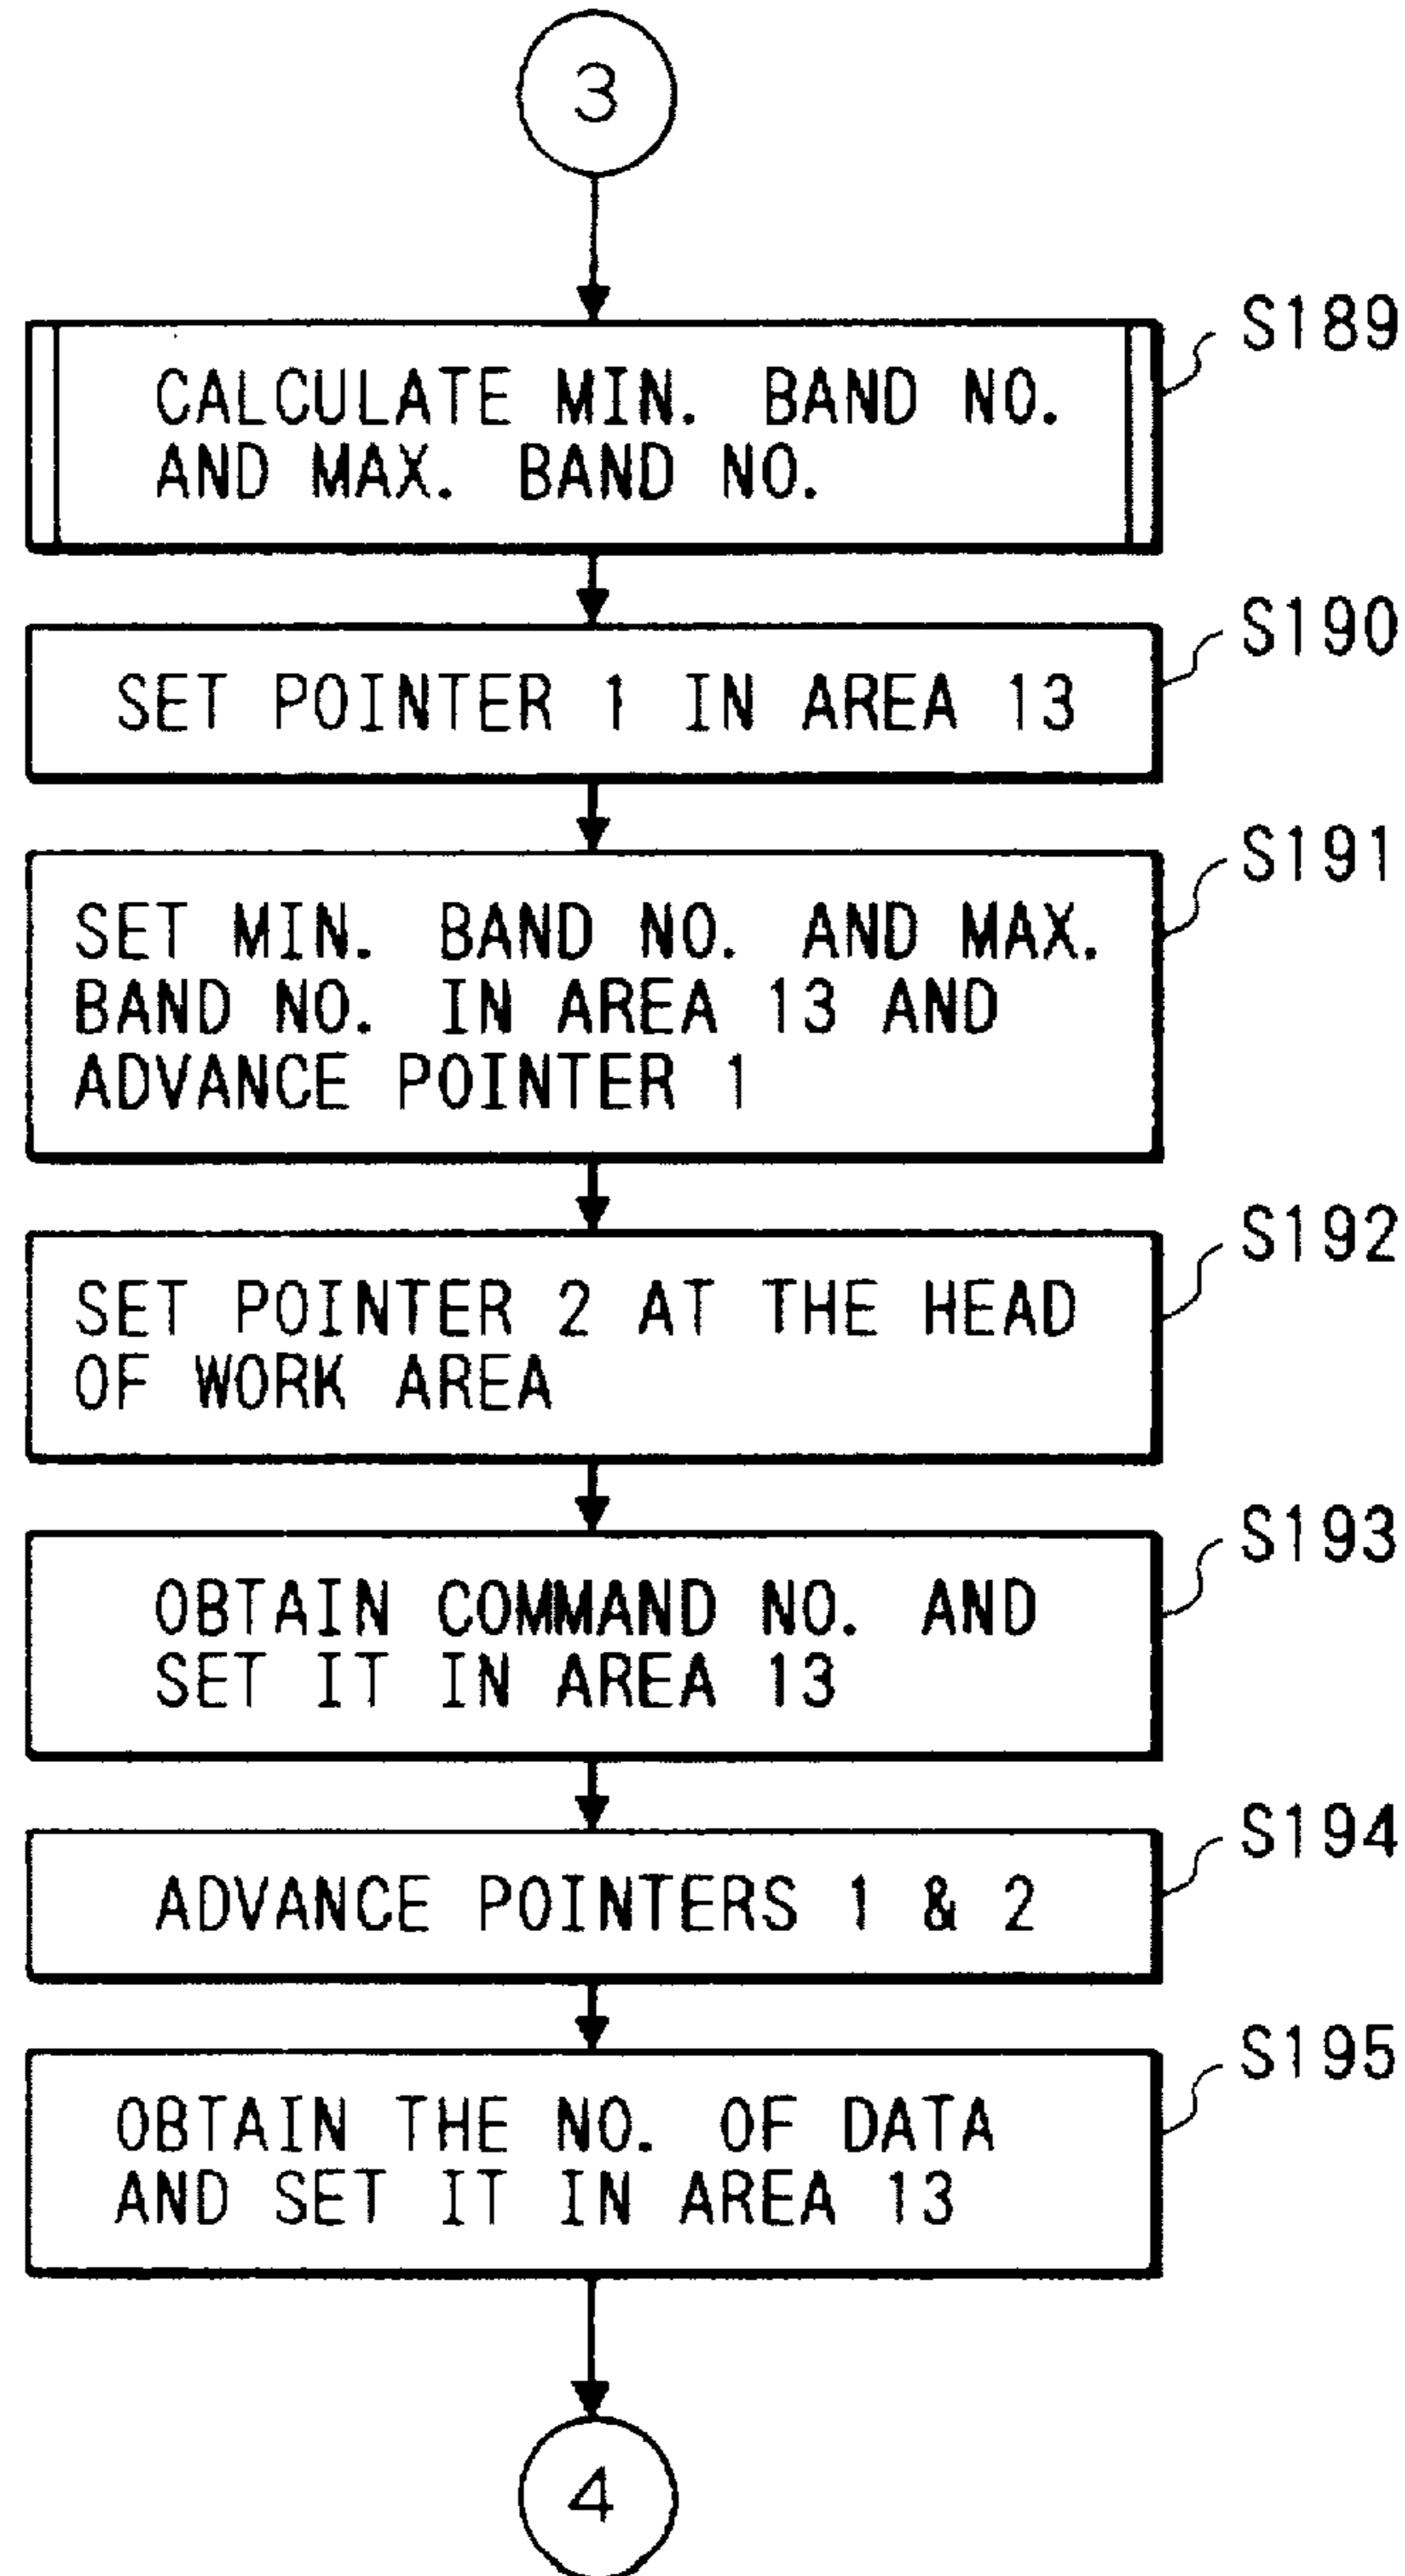 3
S189
CALCULATE MIN. BAND NO.
AND MAX. BAND NO.
S190
SET POINTER 1 IN AREA 13
S191
SET MIN. BAND NO. AND MAX.
BAND NO. IN AREA 13 AND
ADVANCE POINTER 1
S192
SET POINTER 2 AT THE HEAD
OF WORK AREA
S193
OBTAIN COMMAND NO. AND
SET IT IN AREA 13
S194
ADVANCE POINTERS 1 & 2
S195
OBTAIN THE NO. OF DATA
AND SET IT IN AREA 13
4